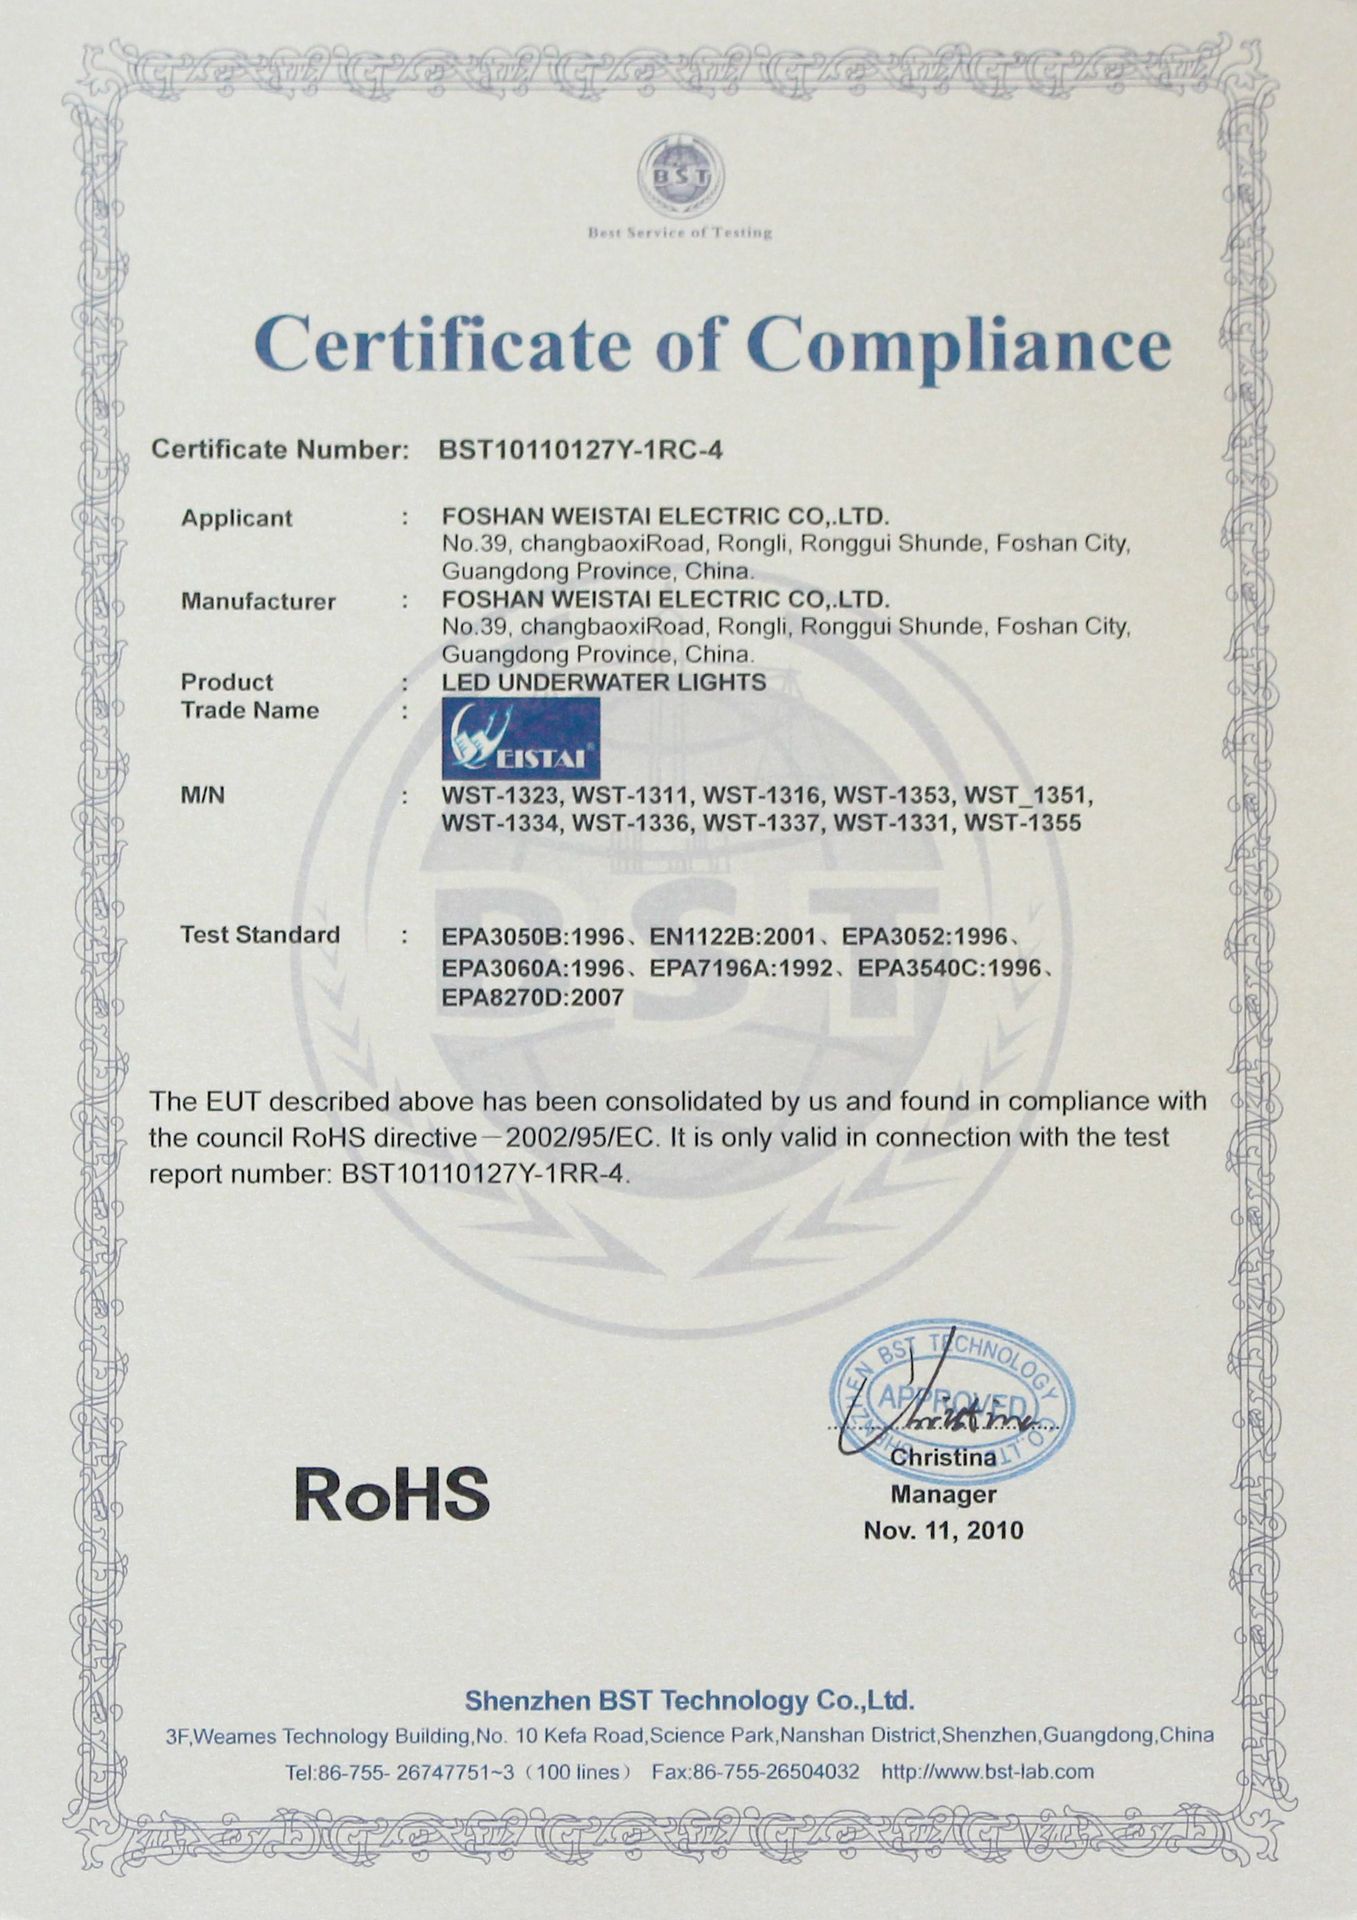 BST
Best Service of Testing
Certificate of Compliance
Certificate Number: BST10110127Y-1RC-4
Applicant : FOSHAN WEISTAI ELECTRIC CO,.LTD.
No.39, changbaoxiRoad, Rongli, Ronggui Shunde, Foshan City,
Guangdong Province, China.
Manufacturer : FOSHAN WEISTAI ELECTRIC CO,.LTD.
No.39, changbaoxiRoad, Rongli, Ronggui Shunde, Foshan City,
Guangdong Province, China.
Product : LED UNDERWATER LIGHTS
Trade Name :
WEISTAI®
M/N : WST-1323, WST-1311, WST-1316, WST-1353, WST_1351,
WST-1334, WST-1336, WST-1337, WST-1331, WST-1355
BST
Test Standard : EPA3050B:1996、EN1122B:2001、EPA3052:1996、
EPA3060A:1996、EPA7196A:1992、EPA3540C:1996、
EPA8270D:2007
The EUT described above has been consolidated by us and found in compliance with
the council RoHS directive—2002/95/EC. It is only valid in connection with the test
report number: BST10110127Y-1RR-4.
SHENZHEN BST TECHNOLOGY CO.,LTD
APPROVED
Christina
Christina
Manager
Nov. 11, 2010
RoHS
Shenzhen BST Technology Co.,Ltd.
3F,Weames Technology Building,No. 10 Kefa Road,Science Park,Nanshan District,Shenzhen,Guangdong,China
Tel:86-755- 26747751~3（100 lines） Fax:86-755-26504032 http://www.bst-lab.com